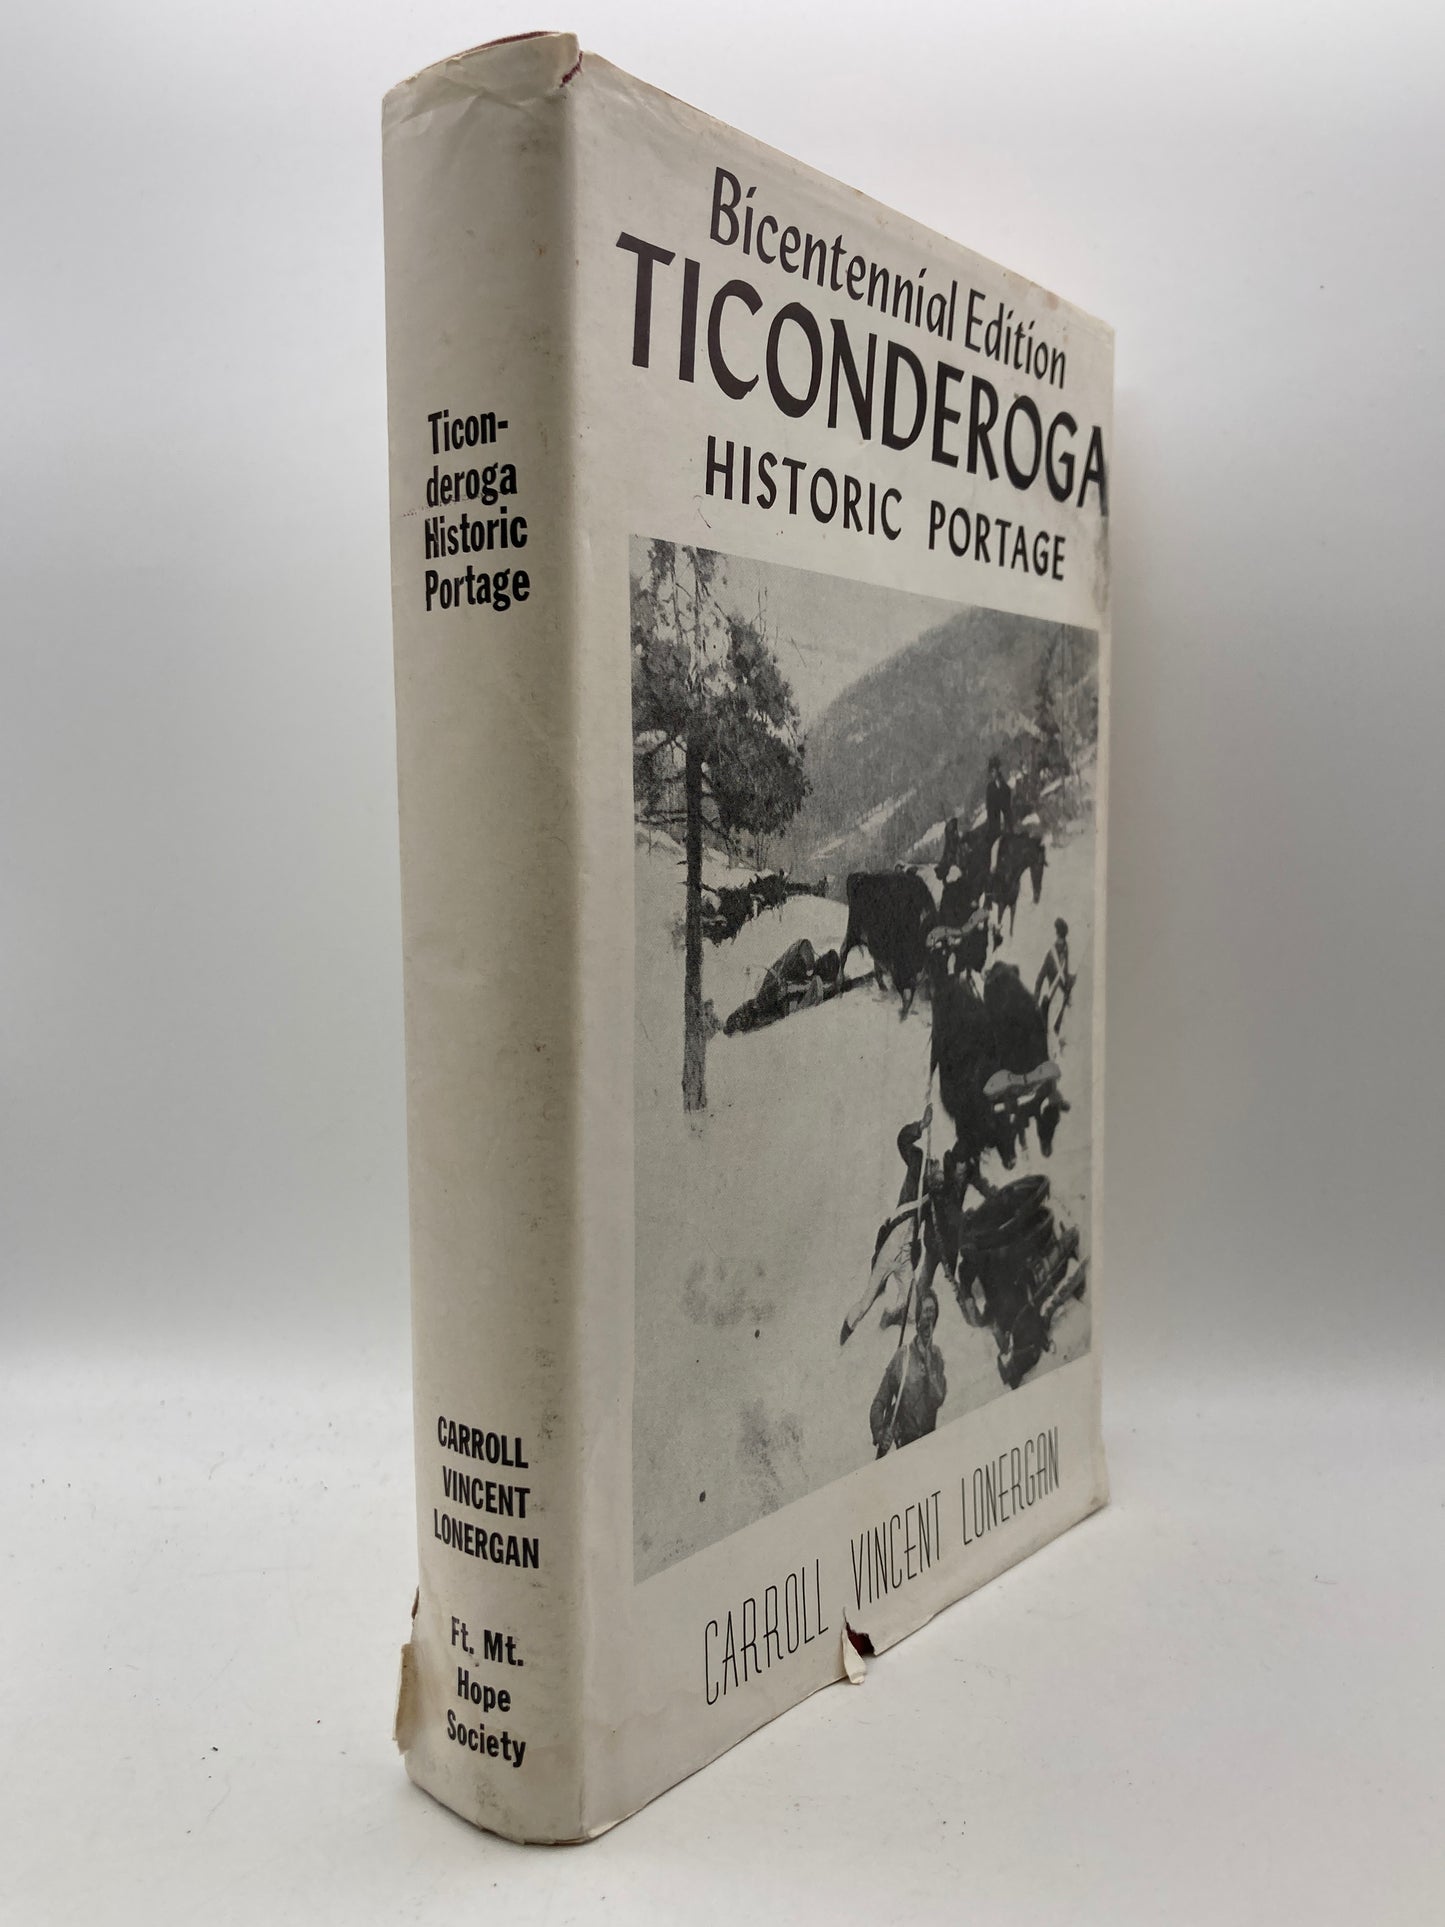 Ticon-
deroga
Historic
Portage
CARROLL
VINCENT
LONERGAN
Ft. Mt.
Hope
Society
Bicentennial Edition
TICONDEROGA
HISTORIC PORTAGE
CARROLL VINCENT LONERGAN